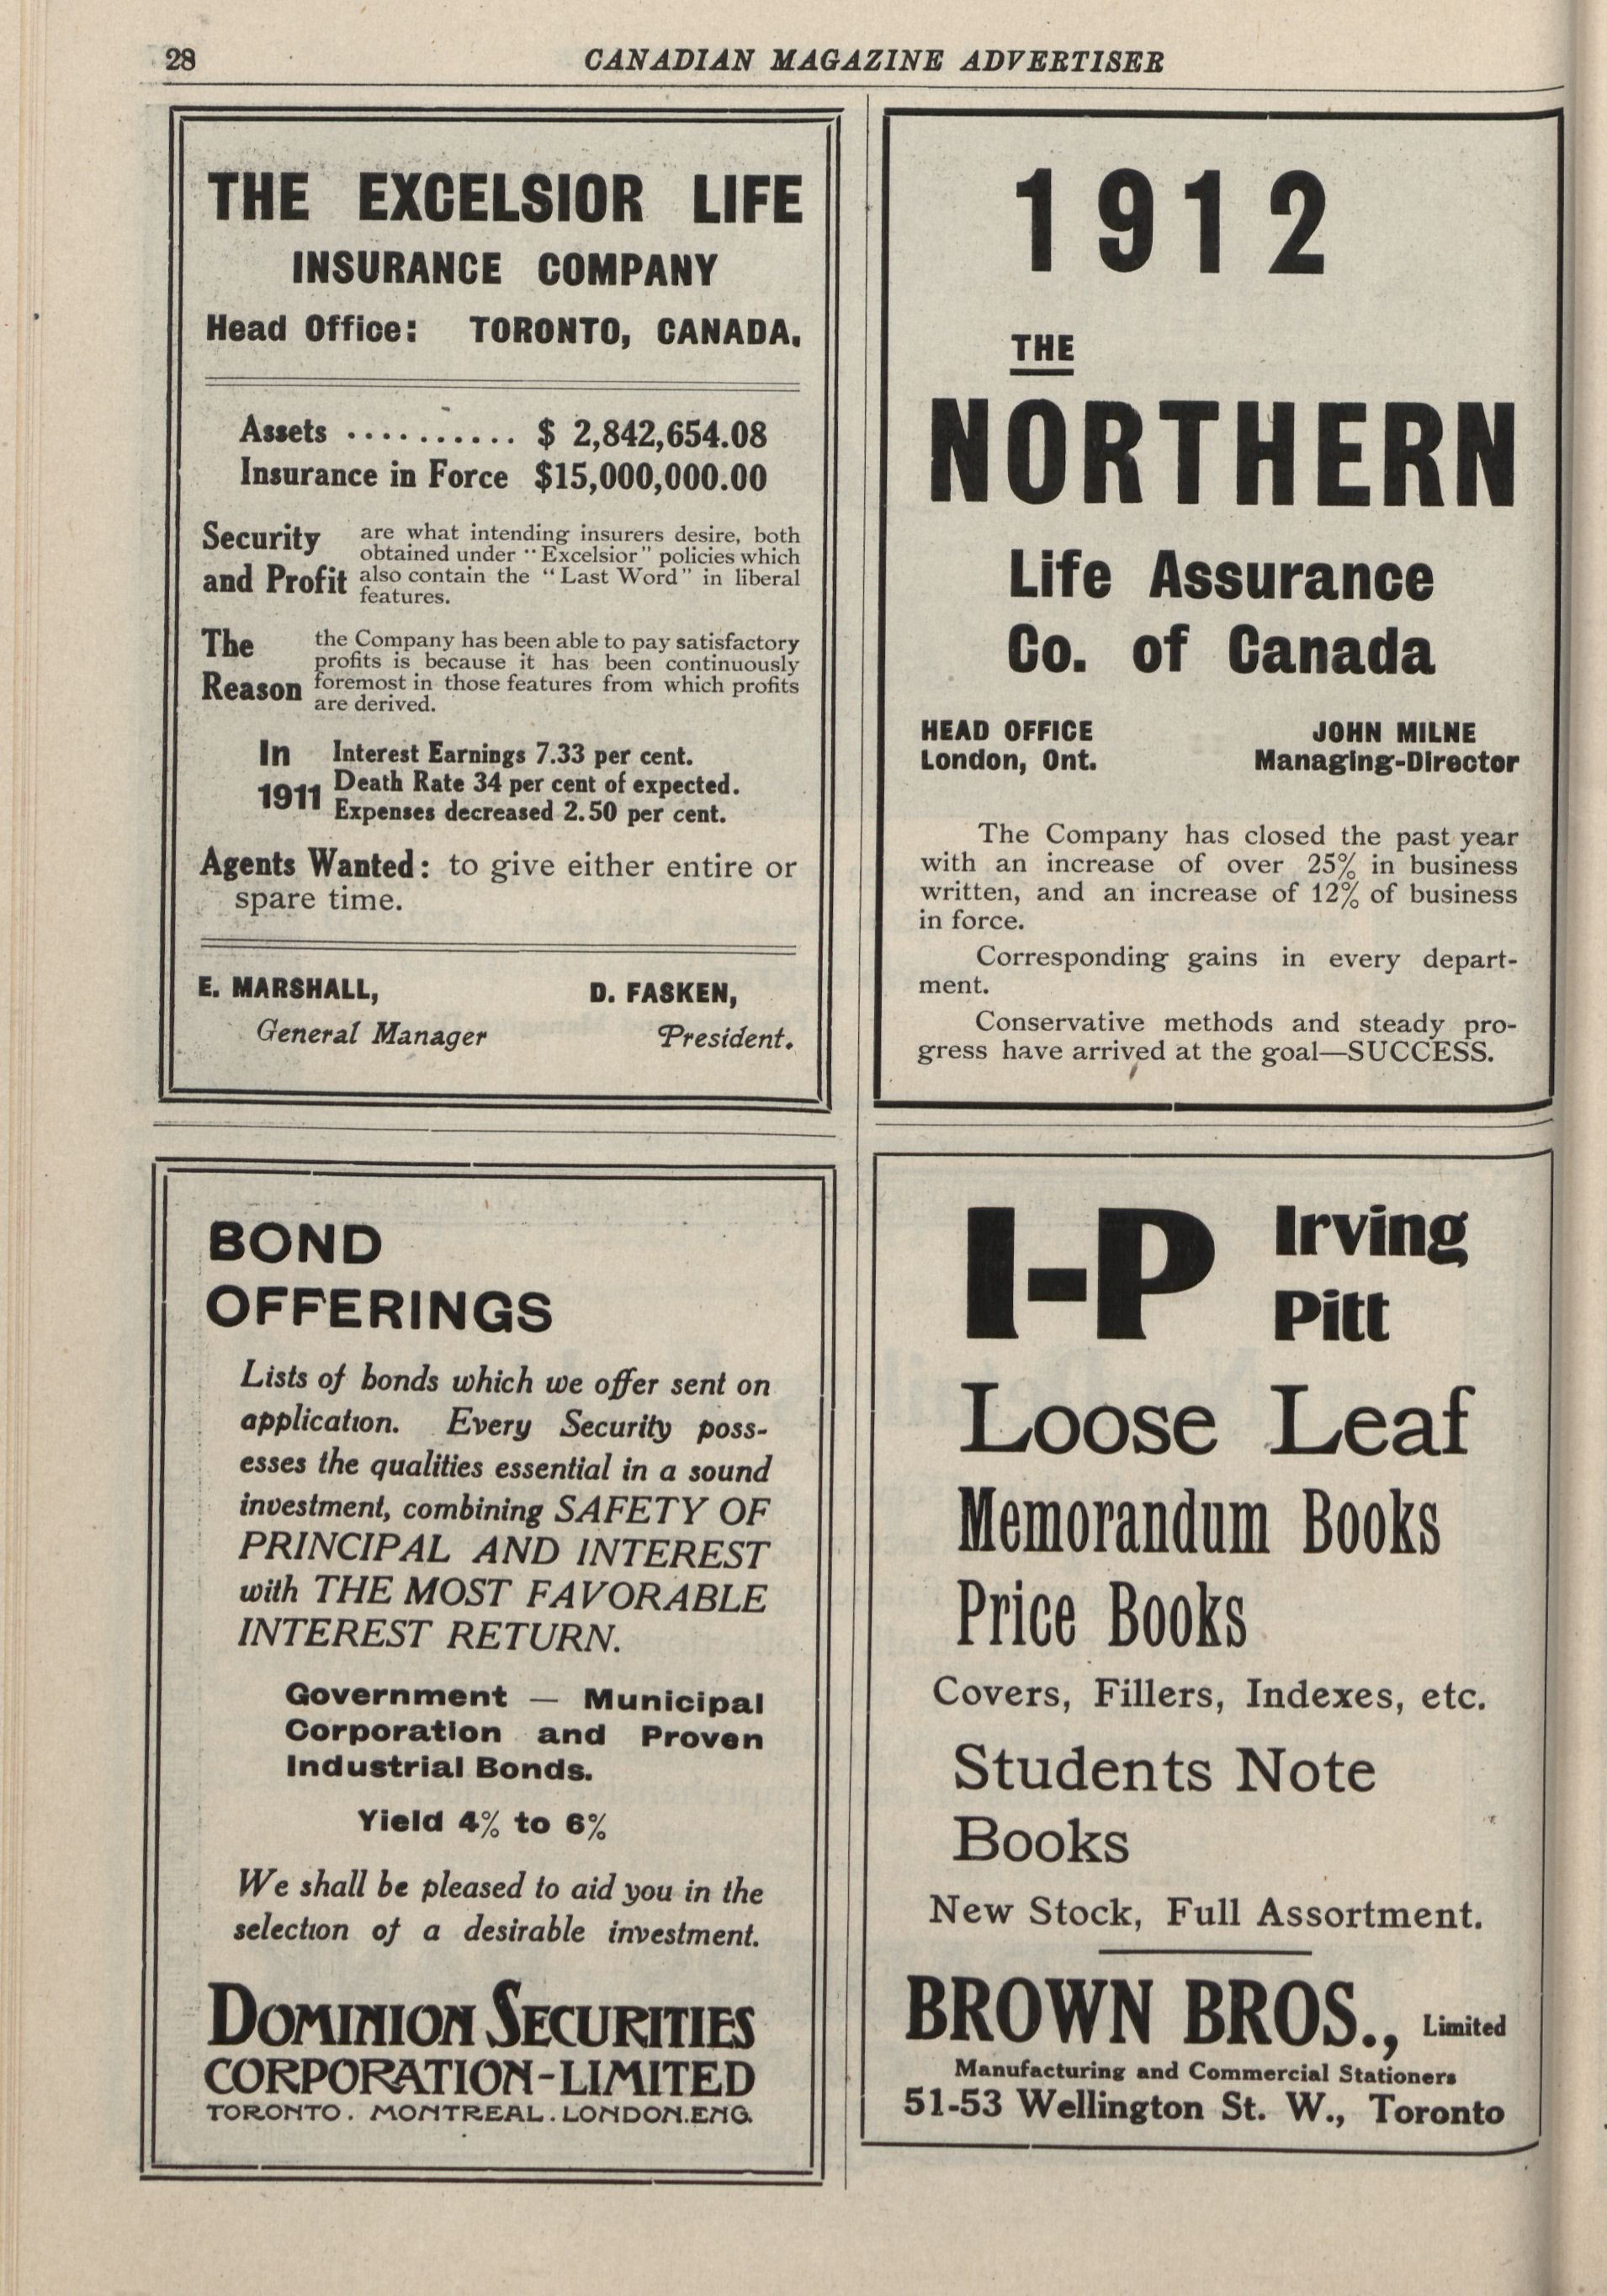 28
CANADIAN MAGAZINE ADVERTISER
THE EXCELSIOR LIFE
INSURANCE COMPANY
Head Office: TORONTO, CANADA.
Assets .......... $ 2,842,654.08
Insurance in Force $15,000,000.00
Security
and Profit
are what intending insurers desire, both
obtained under "Excelsior" policies which
also contain the "Last Word" in liberal
features.
The
Reason
the Company has been able to pay satisfactory
profits is because it has been continuously
foremost in those features from which profits
are derived.
In
1911
Interest Earnings 7.33 per cent.
Death Rate 34 per cent of expected.
Expenses decreased 2.50 per cent.
Agents Wanted: to give either entire or
spare time.
E. MARSHALL,
General Manager
D. FASKEN,
President.
1912
THE
NORTHERN
Life Assurance
Co. of Canada
HEAD OFFICE
London, Ont.
JOHN MILNE
Managing-Director
The Company has closed the past year
with an increase of over 25% in business
written, and an increase of 12% of business
in force.
Corresponding gains in every depart-
ment.
Conservative methods and steady pro-
gress have arrived at the goal—SUCCESS.
BOND
OFFERINGS
Lists of bonds which we offer sent on
application. Every Security poss-
esses the qualities essential in a sound
investment, combining SAFETY OF
PRINCIPAL AND INTEREST
with THE MOST FAVORABLE
INTEREST RETURN.
Government — Municipal
Corporation and Proven
Industrial Bonds.
Yield 4% to 6%
We shall be pleased to aid you in the
selection of a desirable investment.
DOMINION SECURITIES
CORPORATION-LIMITED
TORONTO. MONTREAL. LONDON.ENG.
I-P
Irving
Pitt
Loose Leaf
Memorandum Books
Price Books
Covers, Fillers, Indexes, etc.
Students Note
Books
New Stock, Full Assortment.
BROWN BROS., Limited
Manufacturing and Commercial Stationers
51-53 Wellington St. W., Toronto